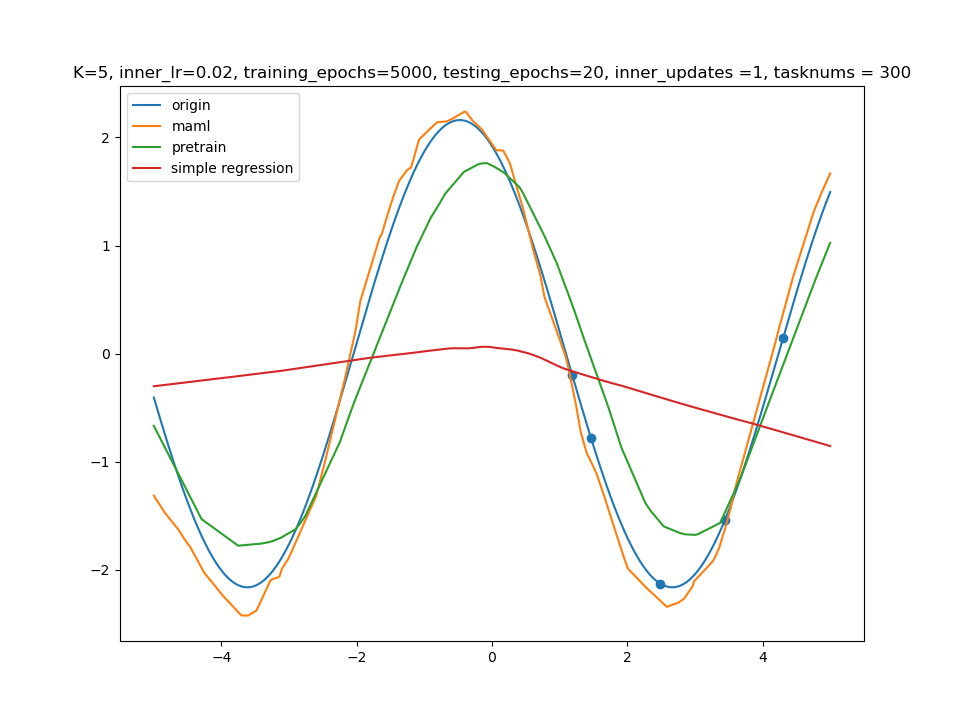 K=5, inner_lr=0.02, training_epochs=5000, testing_epochs=20, inner_updates =1, tasknums = 300
origin
maml
pretrain
simple regression
2
1
0
−1
−2
−4
−2
0
2
4